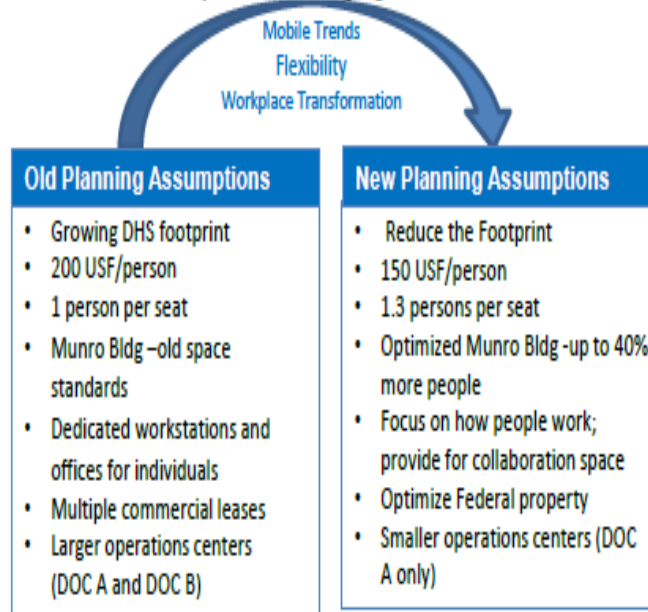 Mobile Trends
Flexibility
Workplace Transformation
Old Planning Assumptions
• Growing DHS footprint
• 200 USF/person
• 1 person per seat
• Munro Bldg –old space
standards
• Dedicated workstations and
offices for individuals
• Multiple commercial leases
• Larger operations centers
(DOC A and DOC B)
New Planning Assumptions
• Reduce the Footprint
• 150 USF/person
• 1.3 persons per seat
• Optimized Munro Bldg -up to 40%
more people
• Focus on how people work;
provide for collaboration space
• Optimize Federal property
• Smaller operations centers (DOC
A only)